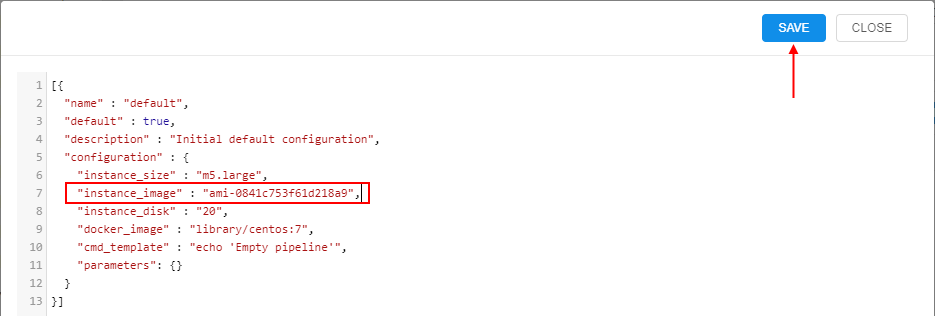 SAVE CLOSE
1 [{
2 "name" : "default",
3 "default" : true,
4 "description" : "Initial default configuration",
5 "configuration" : {
6 "instance_size" : "m5.large",
7 "instance_image" : "ami-0841c753f61d218a9",
8 "instance_disk" : "20",
9 "docker_image" : "library/centos:7",
10 "cmd_template" : "echo 'Empty pipeline'",
11 "parameters": {}
12 }
13 }]